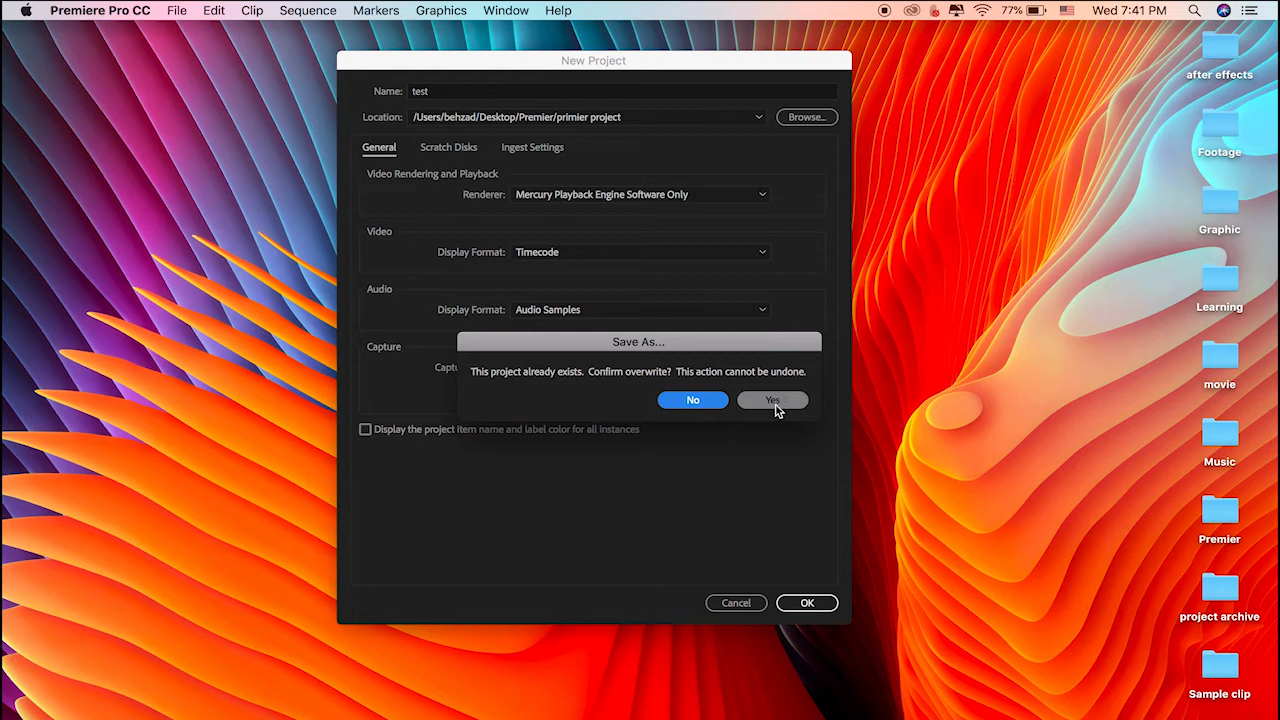 Premiere Pro CC File Edit Clip Sequence Markers Graphics Window Help 77% Wed 7:41 PM
New Project
Name: test
Location: /Users/behzad/Desktop/Premier/primier project Browse...
General Scratch Disks Ingest Settings
Video Rendering and Playback
Renderer: Mercury Playback Engine Software Only
Video
Display Format: Timecode
Audio
Display Format: Audio Samples
Capture
Save As...
This project already exists. Confirm overwrite? This action cannot be undone.
No Yes
Display the project item name and label color for all instances
Cancel OK
after effects
Footage
Graphic
Learning
movie
Music
Premier
project archive
Sample clip